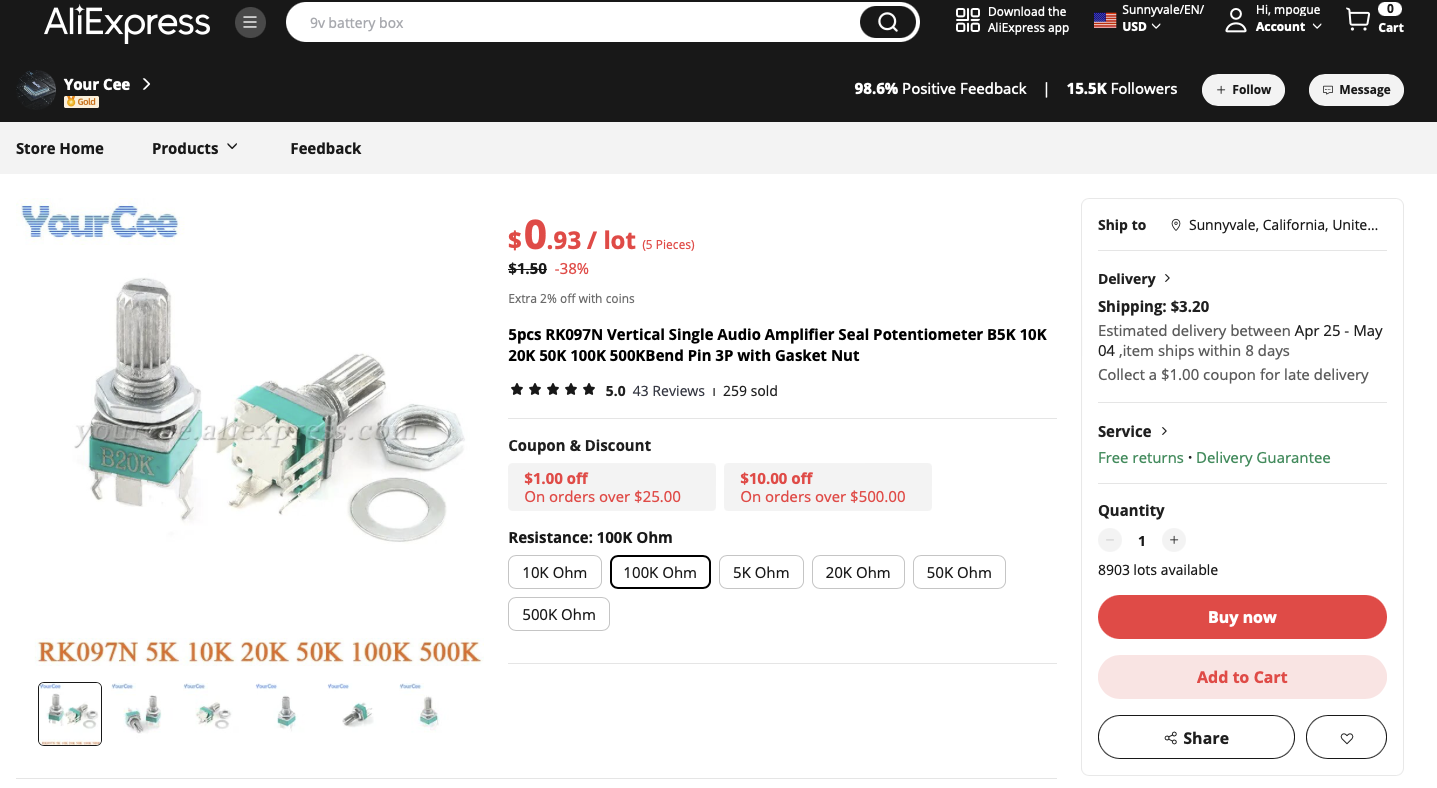 AliExpress
9v battery box
Download the
AliExpress app
Sunnyvale/EN/
USD
Hi, mpogue
Account
0
Cart
Your Cee
Gold
98.6% Positive Feedback | 15.5K Followers
+ Follow
Message
Store Home
Products
Feedback
YourCee
yourcee.aliexpress.com
B20K
RK097N 5K 10K 20K 50K 100K 500K
$0.93 / lot (5 Pieces)
$1.50 -38%
Extra 2% off with coins
5pcs RK097N Vertical Single Audio Amplifier Seal Potentiometer B5K 10K
20K 50K 100K 500KBend Pin 3P with Gasket Nut
5.0 43 Reviews 259 sold
Coupon & Discount
$1.00 off
On orders over $25.00
$10.00 off
On orders over $500.00
Resistance: 100K Ohm
10K Ohm
100K Ohm
5K Ohm
20K Ohm
50K Ohm
500K Ohm
Ship to
Sunnyvale, California, Unite...
Delivery
Shipping: $3.20
Estimated delivery between Apr 25 - May
04 ,item ships within 8 days
Collect a $1.00 coupon for late delivery
Service
Free returns · Delivery Guarantee
Quantity
− 1 +
8903 lots available
Buy now
Add to Cart
Share